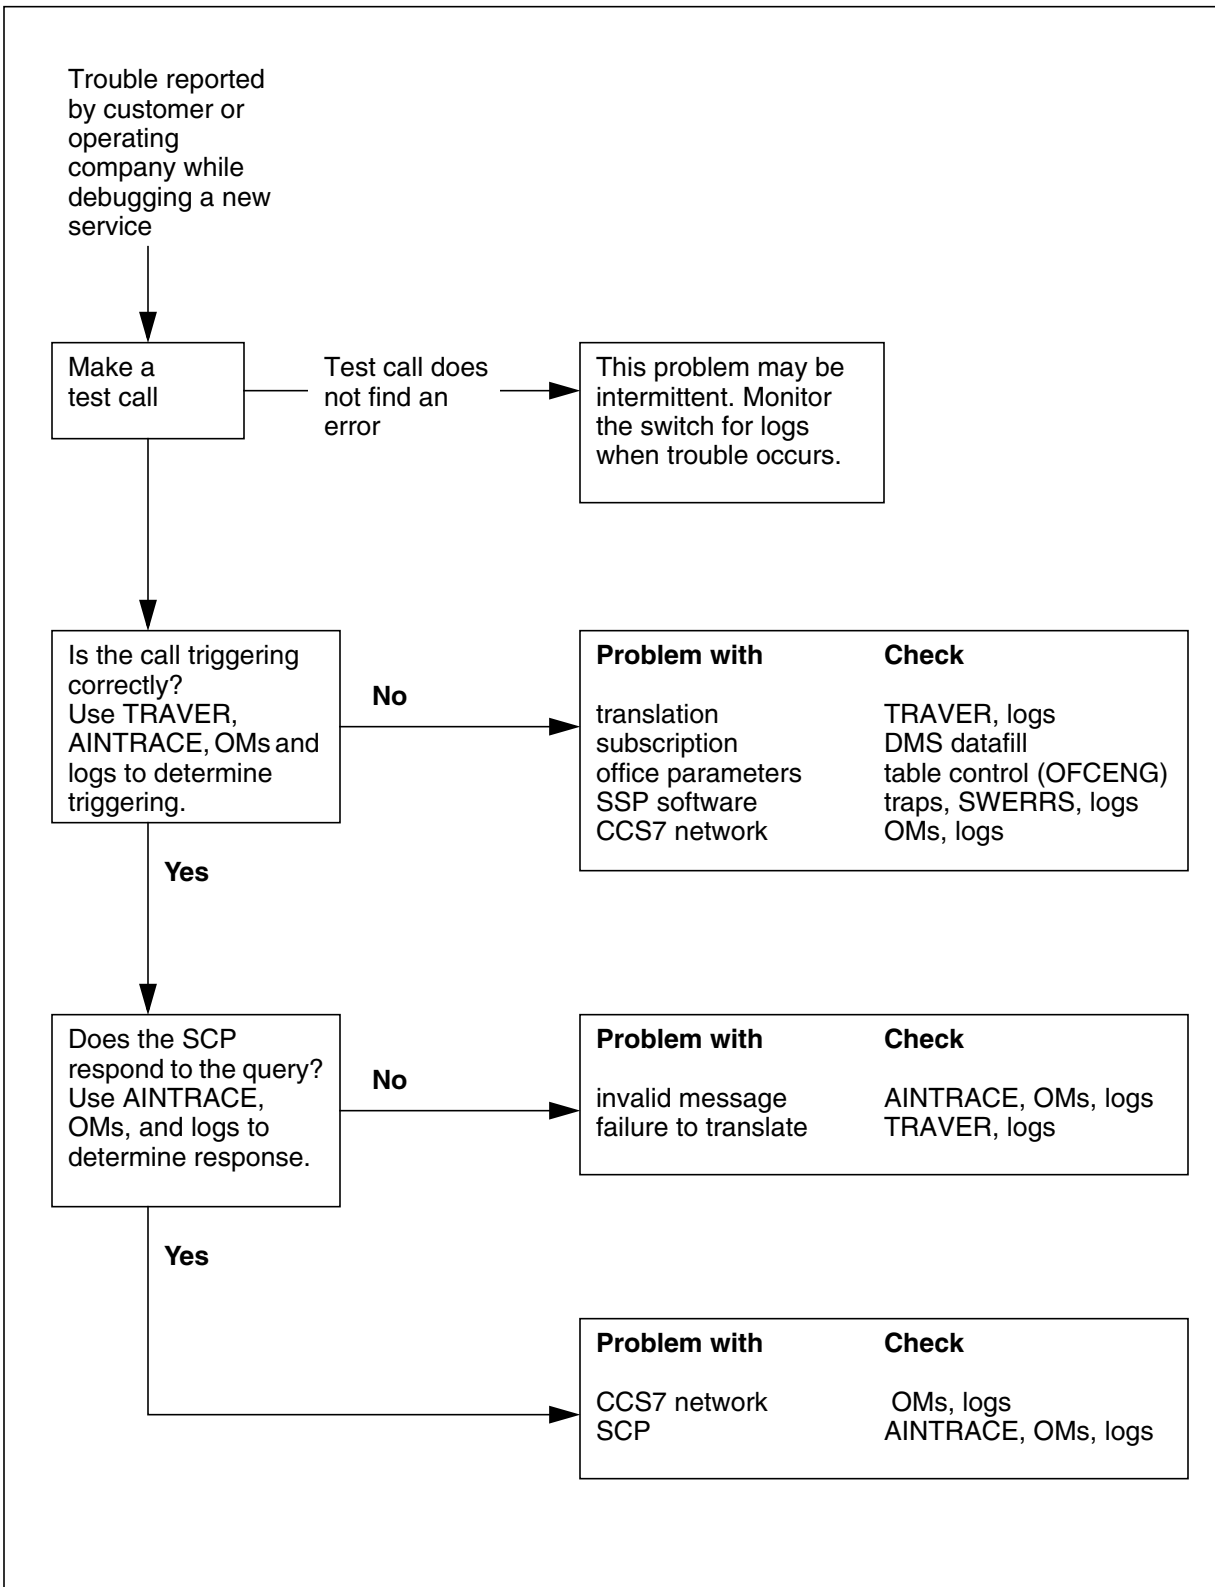 Trouble reported
by customer or
operating
company while
debugging a new
service
Make a
test call
Test call does
not find an
error
This problem may be
intermittent. Monitor
the switch for logs
when trouble occurs.
Is the call triggering
correctly?
Use TRAVER,
AINTRACE, OMs and
logs to determine
triggering.
No
Problem with Check
translation TRAVER, logs
subscription DMS datafill
office parameters table control (OFCENG)
SSP software traps, SWERRS, logs
CCS7 network OMs, logs
Yes
Does the SCP
respond to the query?
Use AINTRACE,
OMs, and logs to
determine response.
No
Problem with Check
invalid message AINTRACE, OMs, logs
failure to translate TRAVER, logs
Yes
Problem with Check
CCS7 network OMs, logs
SCP AINTRACE, OMs, logs